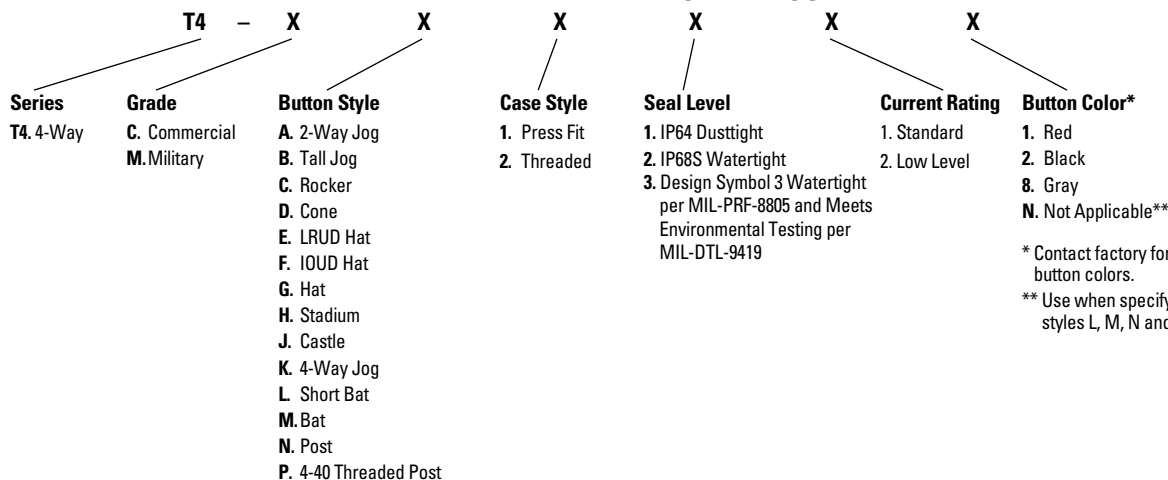 T4 – X X X X X X
Series
T4. 4-Way
Grade
C. Commercial
M. Military
Button Style
A. 2-Way Jog
B. Tall Jog
C. Rocker
D. Cone
E. LRUD Hat
F. IOUD Hat
G. Hat
H. Stadium
J. Castle
K. 4-Way Jog
L. Short Bat
M. Bat
N. Post
P. 4-40 Threaded Post
Case Style
1. Press Fit
2. Threaded
Seal Level
1. IP64 Dusttight
2. IP68S Watertight
3. Design Symbol 3 Watertight
per MIL-PRF-8805 and Meets
Environmental Testing per
MIL-DTL-9419
Current Rating
1. Standard
2. Low Level
Button Color*
1. Red
2. Black
8. Gray
N. Not Applicable**
* Contact factory for
button colors.
** Use when specify
styles L, M, N and